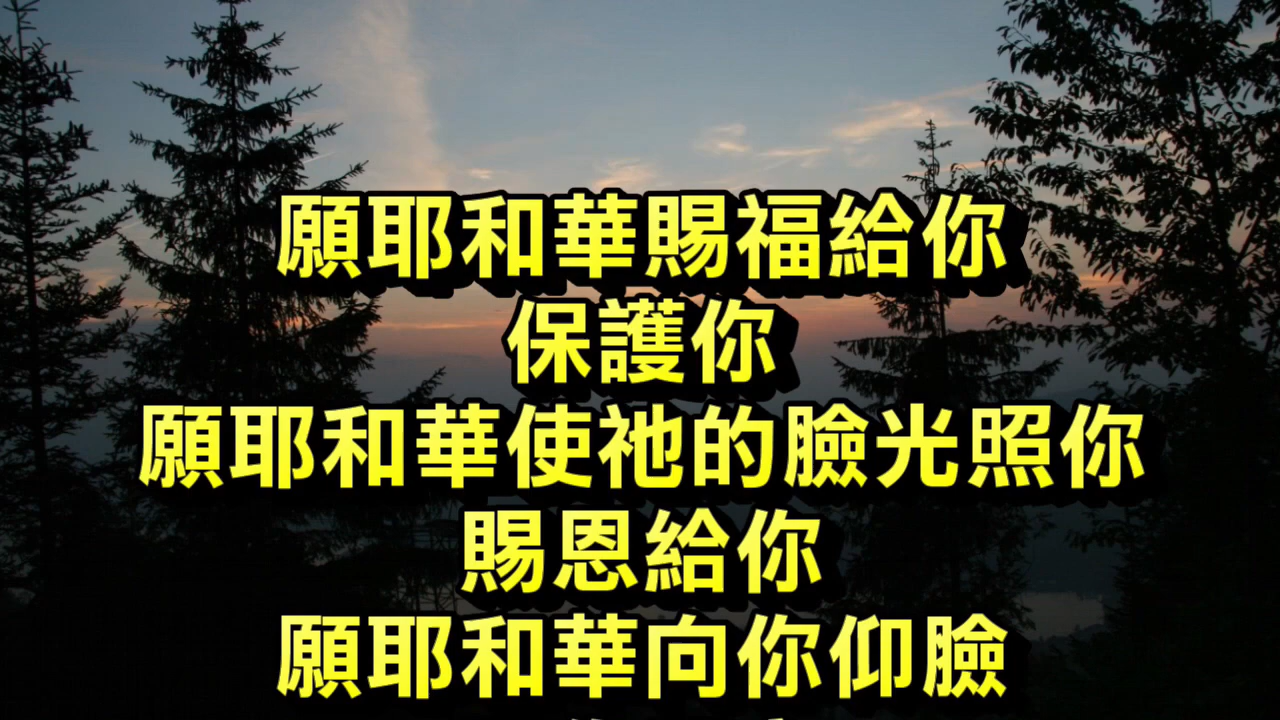 願耶和華賜福給你
保護你
願耶和華使祂的臉光照你
賜恩給你
願耶和華向你仰臉